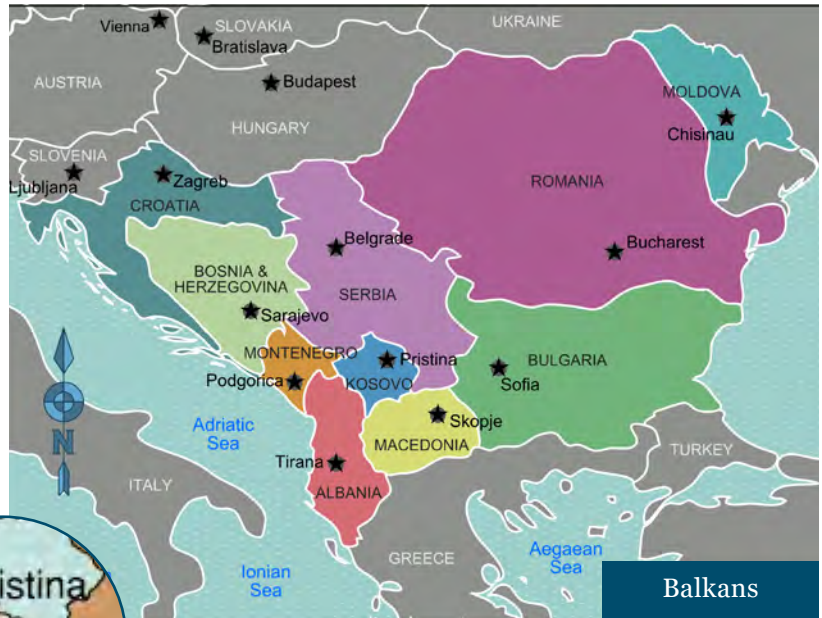 Vienna
SLOVAKIA
Bratislava
UKRAINE
AUSTRIA
Budapest
HUNGARY
MOLDOVA
Chisinau
SLOVENIA
Ljubljana
Zagreb
CROATIA
ROMANIA
Belgrade
Bucharest
BOSNIA &
HERZEGOVINA
SERBIA
Sarajevo
MONTENEGRO
Pristina
BULGARIA
Podgorica
KOSOVO
Sofia
Adriatic
Sea
Skopje
MACEDONIA
N
TURKEY
Tirana
ITALY
ALBANIA
GREECE
Aegaean
Sea
Ionian
Sea
istina
Balkans